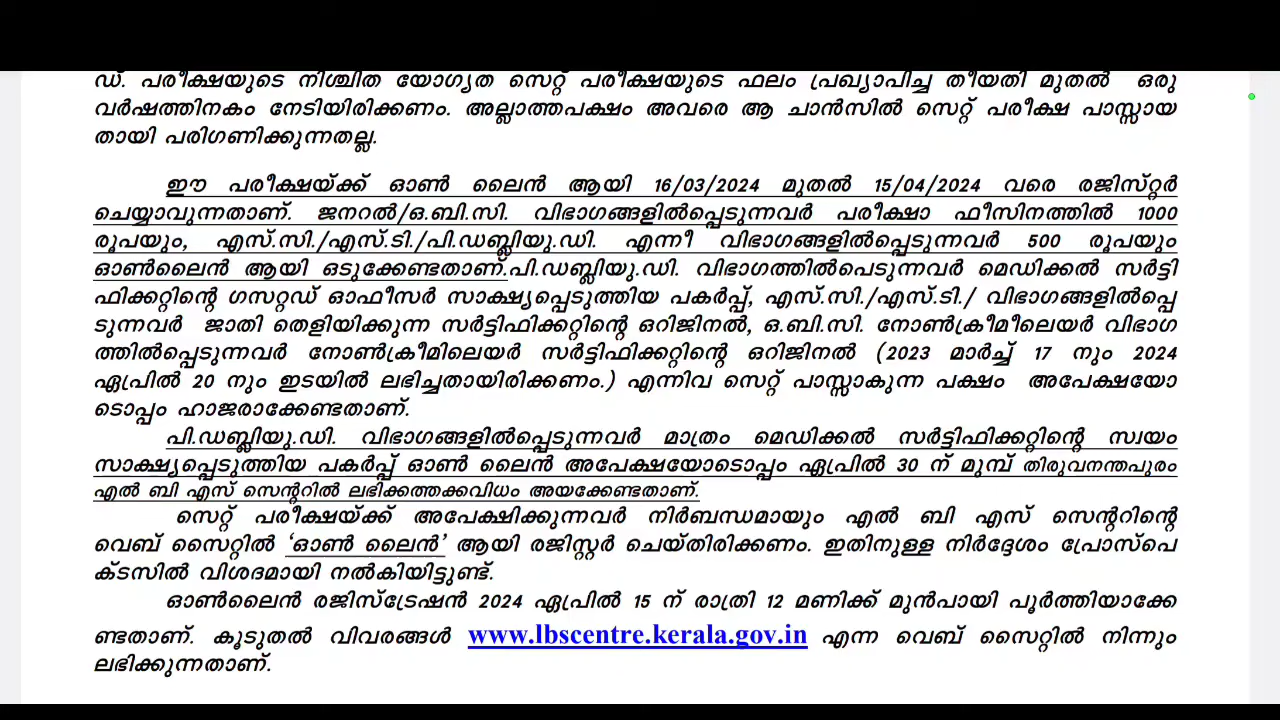 ഡ്. പരീക്ഷയുടെ നിശ്ചിത യോഗ്യത സെറ്റ് പരീക്ഷയുടെ ഫലം പ്രഖ്യാപിച്ച തീയതി മുതൽ ഒരു
വർഷത്തിനകം നേടിയിരിക്കണം. അല്ലാത്തപക്ഷം അവരെ ആ ചാൻസിൽ സെറ്റ് പരീക്ഷ പാസ്സായ
തായി പരിഗണിക്കുന്നതല്ല.
ഈ പരീക്ഷയ്ക്ക് ഓൺ ലൈൻ ആയി 16/03/2024 മുതൽ 15/04/2024 വരെ രജിസ്റ്റർ
ചെയ്യാവുന്നതാണ്. ജനറൽ/ഒ.ബി.സി. വിഭാഗങ്ങളിൽപ്പെടുന്നവർ പരീക്ഷാ ഫീസിനത്തിൽ 1000
രൂപയും, എസ്.സി./എസ്.ടി./പി.ഡബ്ല്യു.ഡി. എന്നീ വിഭാഗങ്ങളിൽപ്പെടുന്നവർ 500 രൂപയും
ഓൺലൈൻ ആയി ഒടുക്കേണ്ടതാണ്.പി.ഡബ്ല്യു.ഡി. വിഭാഗത്തിൽപെടുന്നവർ മെഡിക്കൽ സർട്ടി
ഫിക്കറ്റിന്റെ ഗസറ്റഡ് ഓഫീസർ സാക്ഷ്യപ്പെടുത്തിയ പകർപ്പ്, എസ്.സി./എസ്.ടി./ വിഭാഗങ്ങളിൽപ്പെ
ടുന്നവർ ജാതി തെളിയിക്കുന്ന സർട്ടിഫിക്കറ്റിന്റെ ഒറിജിനൽ, ഒ.ബി.സി. നോൺക്രീമീലെയർ വിഭാഗ
ത്തിൽപ്പെടുന്നവർ നോൺക്രീമിലെയർ സർട്ടിഫിക്കറ്റിന്റെ ഒറിജിനൽ (2023 മാർച്ച് 17 നും 2024
ഏപ്രിൽ 20 നും ഇടയിൽ ലഭിച്ചതായിരിക്കണം.) എന്നിവ സെറ്റ് പാസ്സാകുന്ന പക്ഷം അപേക്ഷയോ
ടൊപ്പം ഹാജരാക്കേണ്ടതാണ്.
പി.ഡബ്ല്യു.ഡി. വിഭാഗങ്ങളിൽപ്പെടുന്നവർ മാത്രം മെഡിക്കൽ സർട്ടിഫിക്കറ്റിന്റെ സ്വയം
സാക്ഷ്യപ്പെടുത്തിയ പകർപ്പ് ഓൺ ലൈൻ അപേക്ഷയോടൊപ്പം ഏപ്രിൽ 30 ന് മുമ്പ് തിരുവനന്തപുരം
എൽ ബി എസ് സെന്ററിൽ ലഭിക്കത്തക്കവിധം അയക്കേണ്ടതാണ്.
സെറ്റ് പരീക്ഷയ്ക്ക് അപേക്ഷിക്കുന്നവർ നിർബന്ധമായും എൽ ബി എസ് സെന്ററിന്റെ
വെബ് സൈറ്റിൽ ‘ഓൺ ലൈൻ’ ആയി രജിസ്റ്റർ ചെയ്തിരിക്കണം. ഇതിനുള്ള നിർദ്ദേശം പ്രോസ്പെ
ക്ടസിൽ വിശദമായി നൽകിയിട്ടുണ്ട്.
ഓൺലൈൻ രജിസ്ട്രേഷൻ 2024 ഏപ്രിൽ 15 ന് രാത്രി 12 മണിക്ക് മുൻപായി പൂർത്തിയാക്കേ
ണ്ടതാണ്. കൂടുതൽ വിവരങ്ങൾ www.lbscentre.kerala.gov.in എന്ന വെബ് സൈറ്റിൽ നിന്നും
ലഭിക്കുന്നതാണ്.